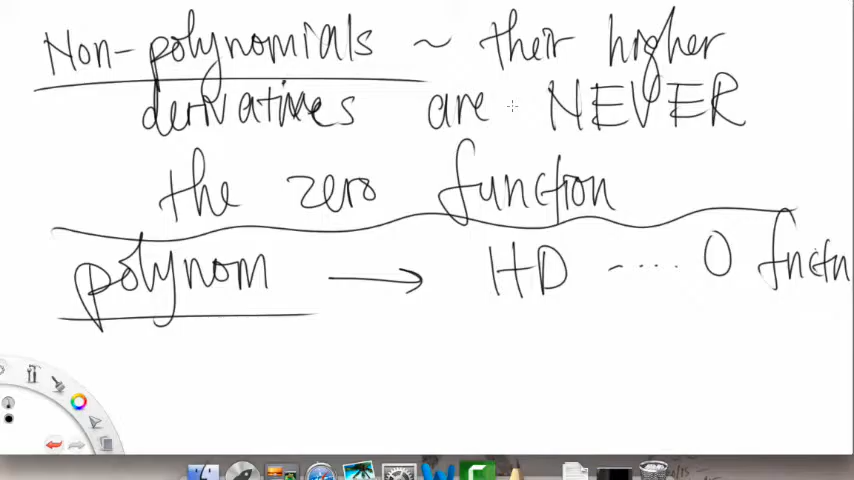 Non-polynomials ~ their higher
derivatives are NEVER
the zero function
polynom → HD ---- 0 fnctn